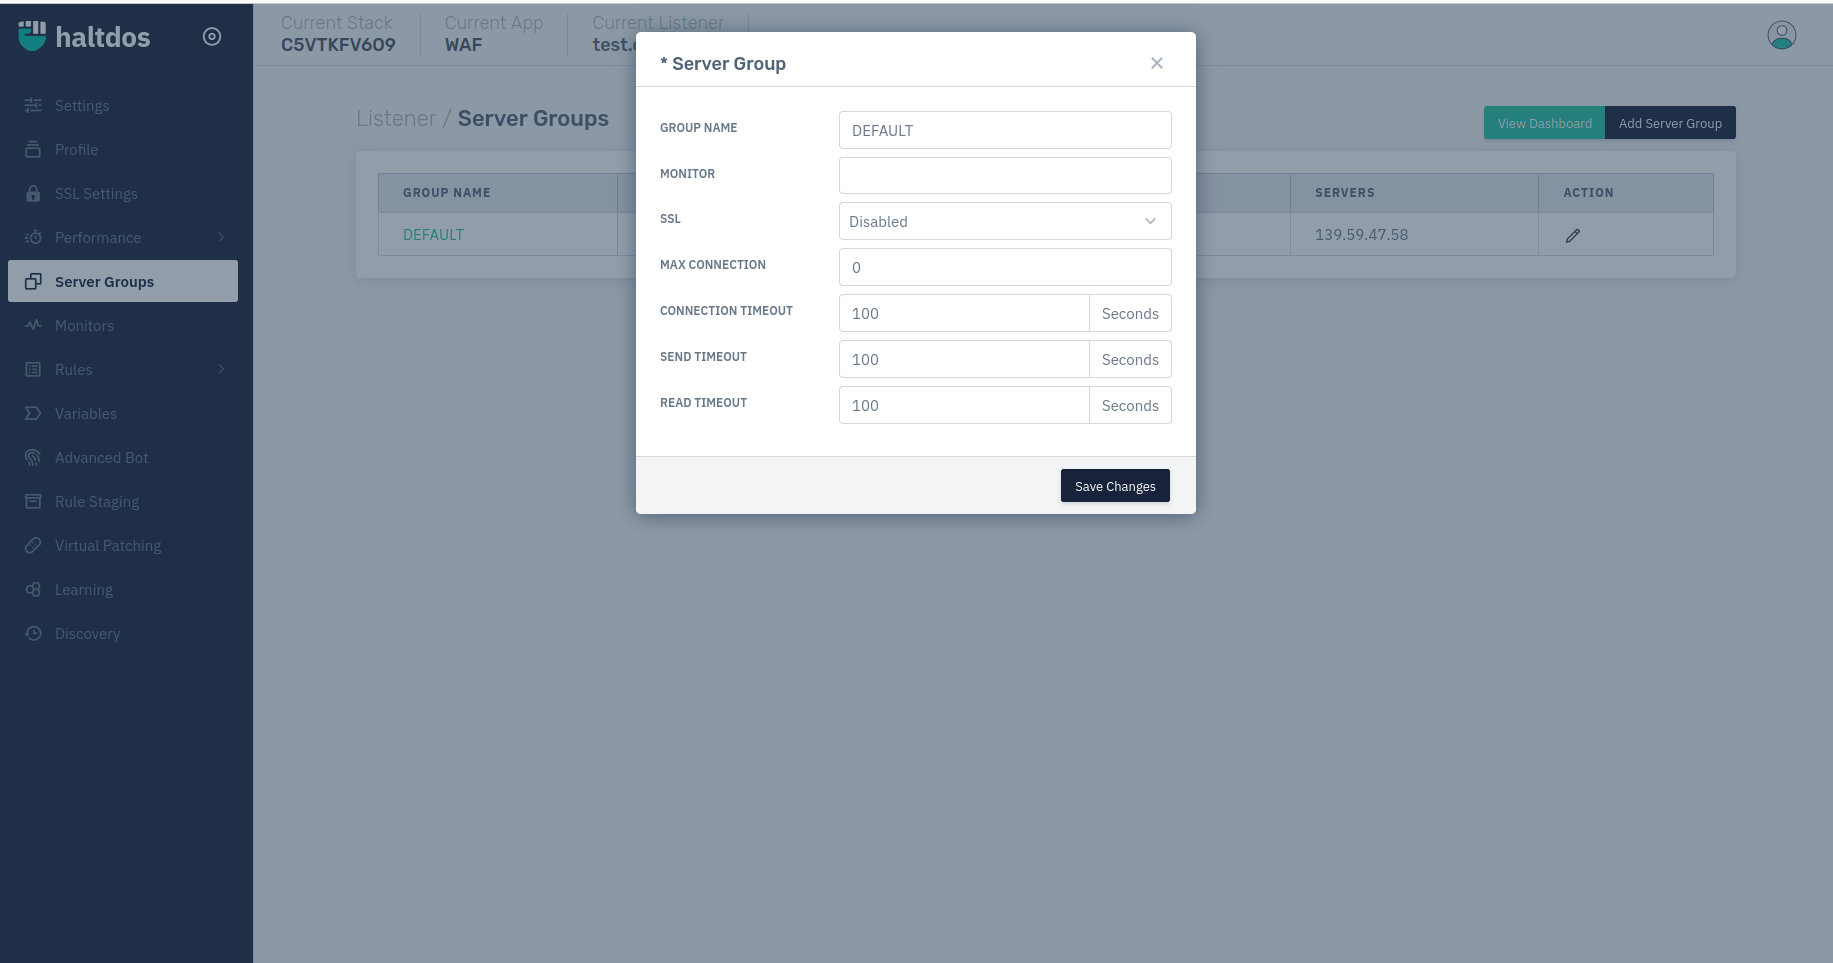 haltdos
Settings
Profile
SSL Settings
Performance
Server Groups
Monitors
Rules
Variables
Advanced Bot
Rule Staging
Virtual Patching
Learning
Discovery
Current Stack
C5VTKFV6O9
Current App
WAF
Current Listener
test.
Listener / Server Groups
View Dashboard
Add Server Group
GROUP NAME
SERVERS
ACTION
DEFAULT
139.59.47.58
* Server Group
GROUP NAME
DEFAULT
MONITOR
SSL
Disabled
MAX CONNECTION
0
CONNECTION TIMEOUT
100 Seconds
SEND TIMEOUT
100 Seconds
READ TIMEOUT
100 Seconds
Save Changes